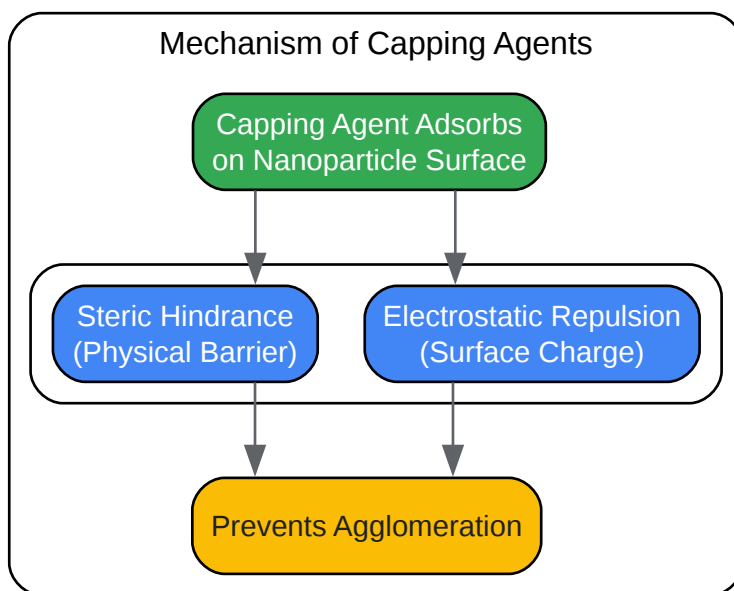 Mechanism of Capping Agents
Capping Agent Adsorbs
on Nanoparticle Surface
Steric Hindrance
(Physical Barrier)
Electrostatic Repulsion
(Surface Charge)
Prevents Agglomeration